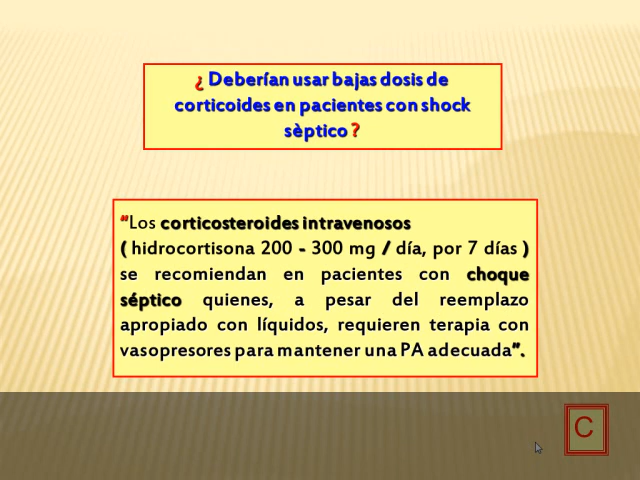 ¿ Deberían usar bajas dosis de
corticoides en pacientes con shock
sèptico ?
"Los corticosteroides intravenosos
( hidrocortisona 200 - 300 mg / día, por 7 días )
se recomiendan en pacientes con choque
séptico quienes, a pesar del reemplazo
apropiado con líquidos, requieren terapia con
vasopresores para mantener una PA adecuada".
C